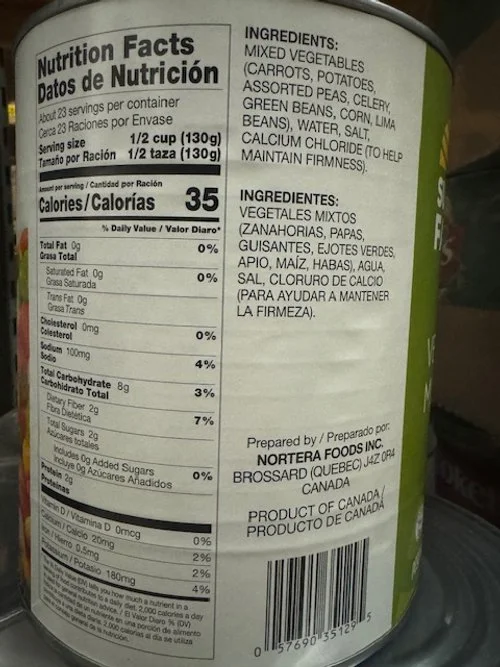 Nutrition Facts
Datos de Nutrición
About 23 servings per container
Cerca 23 Raciones por Envase
Serving size 1/2 cup (130g)
Tamaño por Ración 1/2 taza (130g)
Amount per serving / Cantidad por Ración
Calories/Calorías 35
% Daily Value / Valor Diaro*
Total Fat 0g 0%
Grasa Total
Saturated Fat 0g 0%
Grasa Saturada
Trans Fat 0g
Grasa Trans
Cholesterol 0mg 0%
Colesterol
Sodium 100mg 4%
Sodio
Total Carbohydrate 8g 3%
Carbohidrato Total
Dietary Fiber 2g 7%
Fibra Dietética
Total Sugars 2g
Azúcares totales
Includes 0g Added Sugars 0%
Incluye 0g Azúcares Añadidos
Protein 2g
Proteínas
Vitamin D / Vitamina D 0mcg 0%
Calcium / Calcio 20mg 2%
Iron / Hierro 0.5mg 2%
Potassium / Potasio 180mg 4%
INGREDIENTS:
MIXED VEGETABLES
(CARROTS, POTATOES,
ASSORTED PEAS, CELERY,
GREEN BEANS, CORN, LIMA
BEANS), WATER, SALT,
CALCIUM CHLORIDE (TO HELP
MAINTAIN FIRMNESS).
INGREDIENTES:
VEGETALES MIXTOS
(ZANAHORIAS, PAPAS,
GUISANTES, EJOTES VERDES,
APIO, MAÍZ, HABAS), AGUA,
SAL, CLORURO DE CALCIO
(PARA AYUDAR A MANTENER
LA FIRMEZA).
Prepared by / Preparado por:
NORTERA FOODS INC.
BROSSARD (QUEBEC) J4Z 0R4
CANADA
PRODUCT OF CANADA /
PRODUCTO DE CANADÁ
0 57690 35129 5